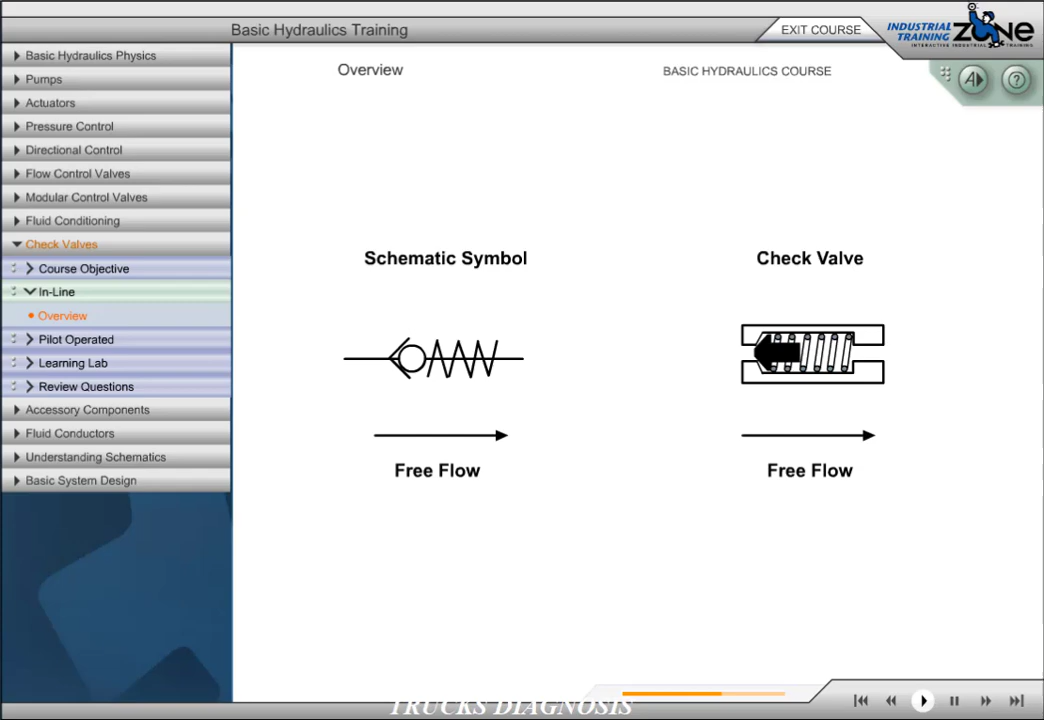 Basic Hydraulics Training
EXIT COURSE
INDUSTRIAL
TRAINING
ZONE
INTERACTIVE INDUSTRIAL TRAINING
Overview
BASIC HYDRAULICS COURSE
A
?
Basic Hydraulics Physics
Pumps
Actuators
Pressure Control
Directional Control
Flow Control Valves
Modular Control Valves
Fluid Conditioning
Check Valves
Course Objective
In-Line
Overview
Pilot Operated
Learning Lab
Review Questions
Accessory Components
Fluid Conductors
Understanding Schematics
Basic System Design
Schematic Symbol
Check Valve
Free Flow
Free Flow
TRUCKS DIAGNOSIS